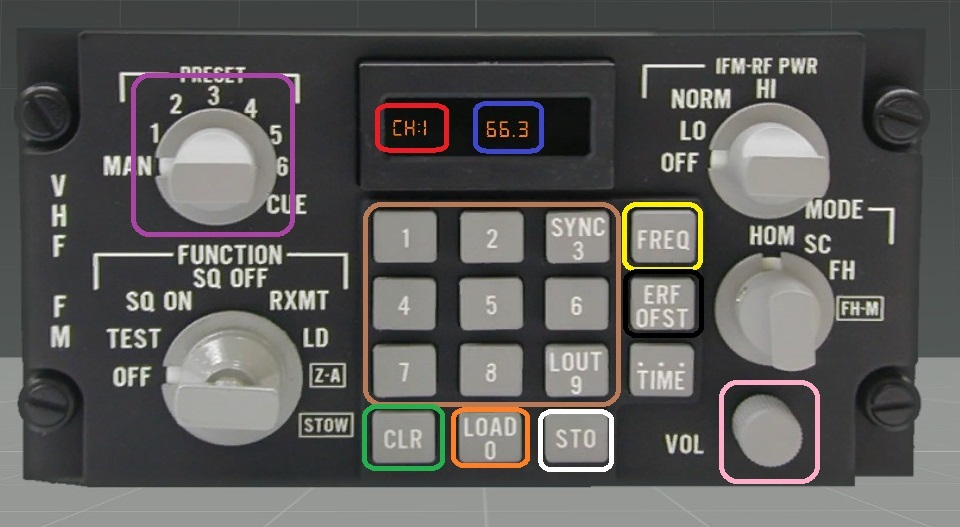 PRESET
MAN 1 2 3 4 5 6 CUE
VHF FM
FUNCTION
OFF TEST SQ ON SQ OFF RXMT LD Z-A STOW
CH:1 66.3
1 2 SYNC 3 FREQ
4 5 6 ERF OFST
7 8 LOUT 9 TIME
CLR LOAD 0 STO
IFM-RF PWR
OFF LO NORM HI
MODE
HOM SC FH FH-M
VOL